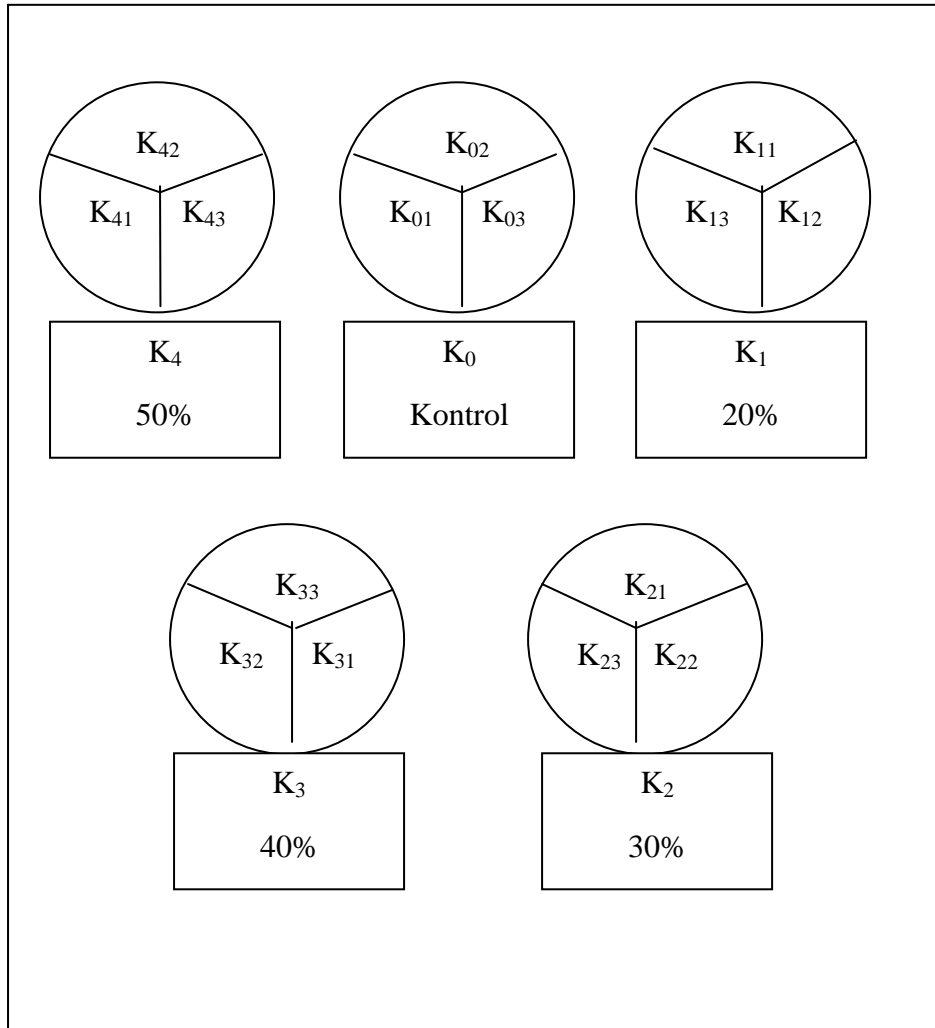 K₄₂ K₀₂ K₁₁
K₄₁ K₄₃ K₀₁ K₀₃ K₁₃ K₁₂
K₄ K₀ K₁
50% Kontrol 20%
K₃₃ K₂₁
K₃₂ K₃₁ K₂₃ K₂₂
K₃ K₂
40% 30%